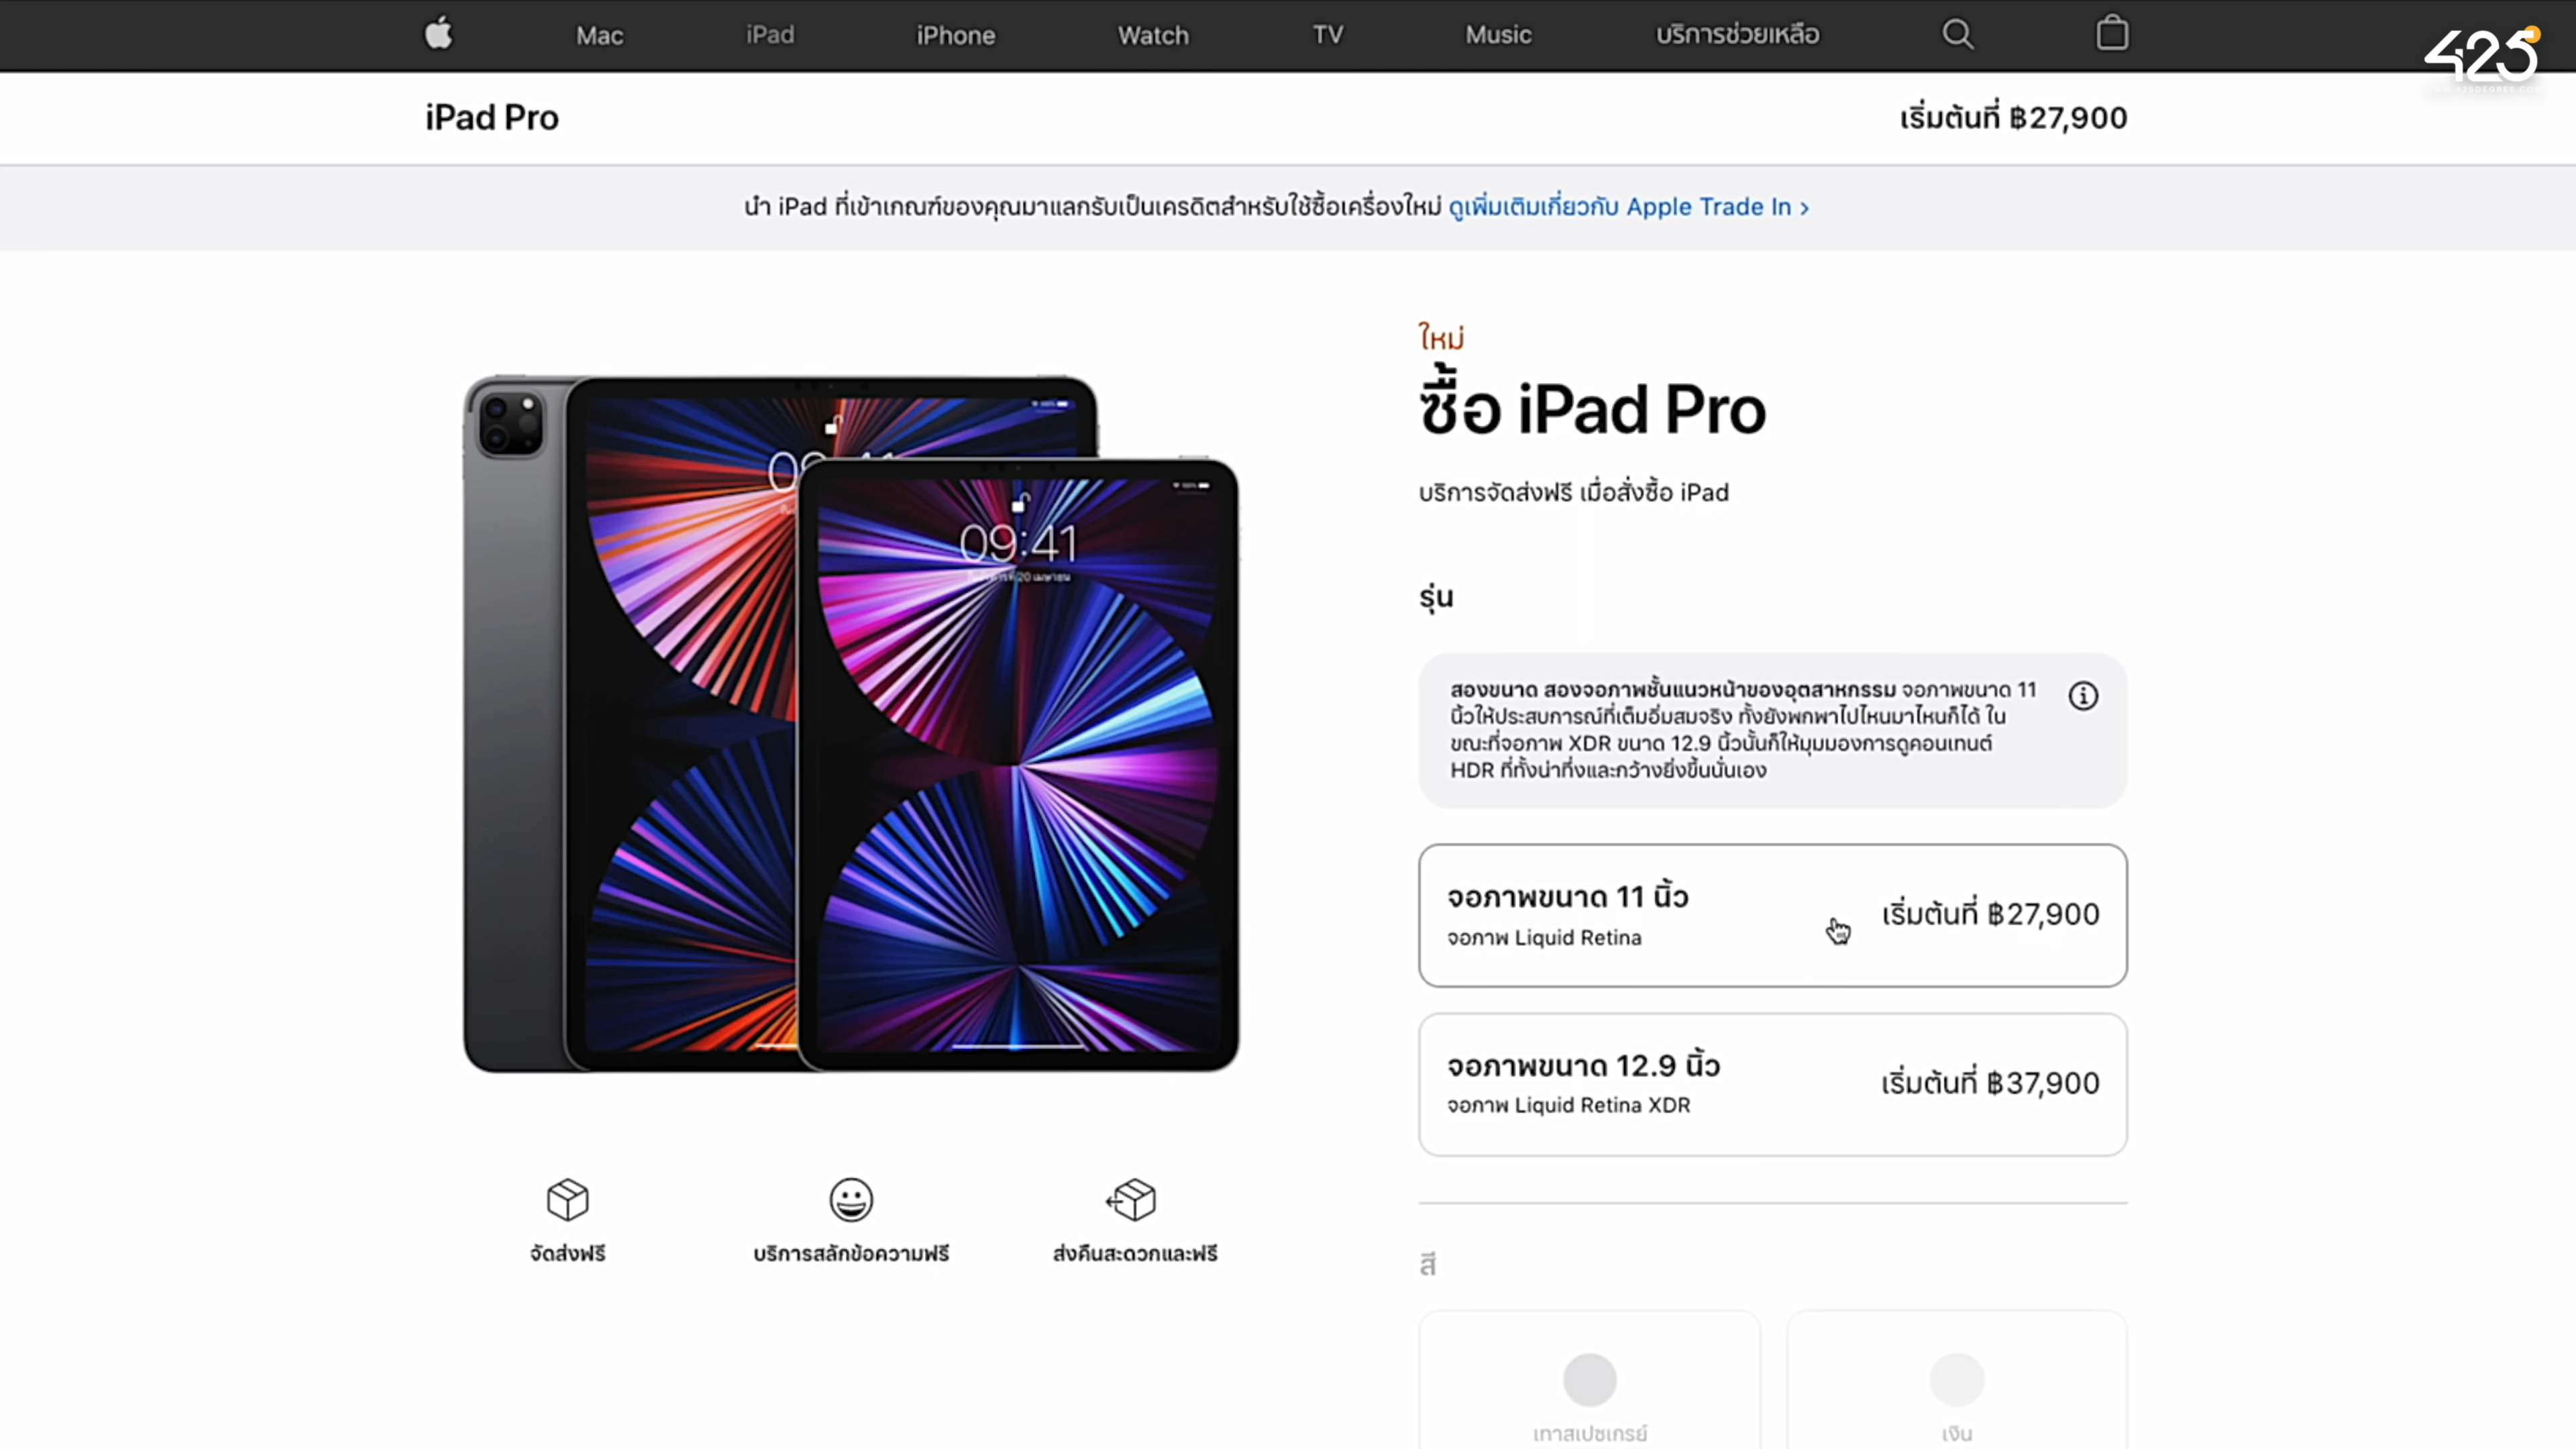 Mac
iPad
iPhone
Watch
TV
Music
บริการช่วยเหลือ
425
iPad Pro
เริ่มต้นที่ ฿27,900
นำ iPad ที่เข้าเกณฑ์ของคุณมาแลกรับเป็นเครดิตสำหรับใช้ซื้อเครื่องใหม่ ดูเพิ่มเติมเกี่ยวกับ Apple Trade In >
ใหม่
ซื้อ iPad Pro
บริการจัดส่งฟรี เมื่อสั่งซื้อ iPad
09:41
20 เมษายน
รุ่น
สองขนาด สองจอภาพชั้นแนวหน้าของอุตสาหกรรม จอภาพขนาด 11
นิ้วให้ประสบการณ์ที่เต็มอิ่มสมจริง ทั้งยังพกพาไปไหนมาไหนก็ได้ ใน
ขณะที่จอภาพ XDR ขนาด 12.9 นิ้วนั้นก็ให้มุมมองการดูคอนเทนต์
HDR ที่ทั้งน่าทึ่งและกว้างยิ่งขึ้นนั่นเอง
จอภาพขนาด 11 นิ้ว
จอภาพ Liquid Retina
เริ่มต้นที่ ฿27,900
จอภาพขนาด 12.9 นิ้ว
จอภาพ Liquid Retina XDR
เริ่มต้นที่ ฿37,900
จัดส่งฟรี
บริการสลักข้อความฟรี
ส่งคืนสะดวกและฟรี
สี
เทาสเปซเกรย์
เงิน